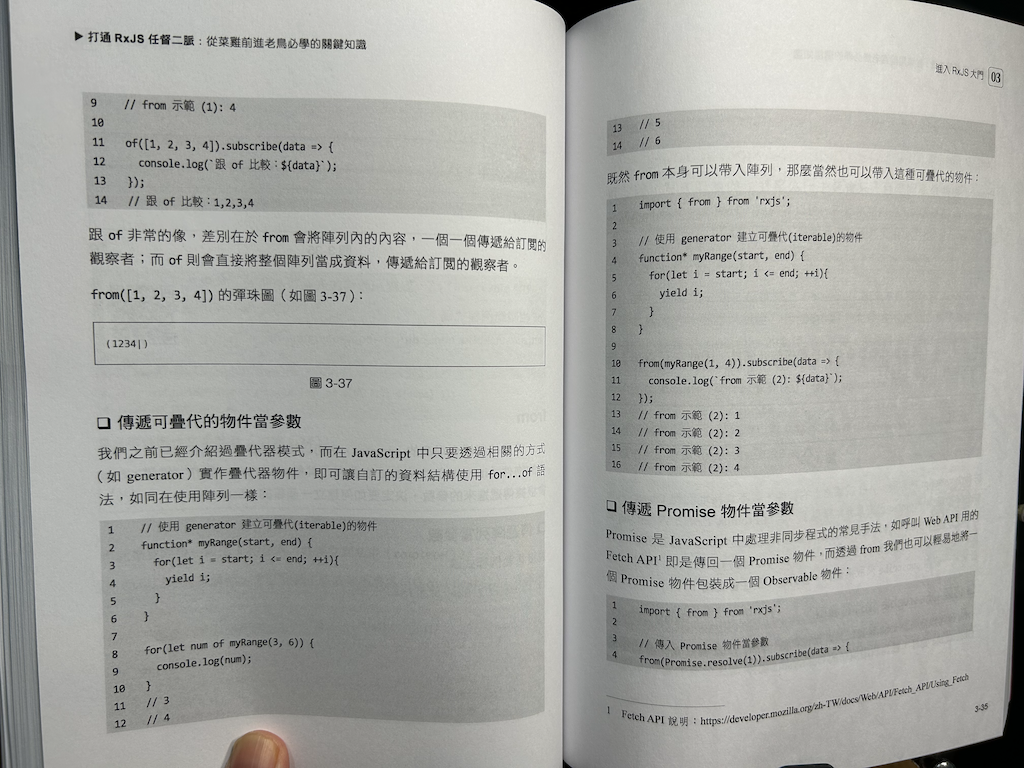 ▶ 打通 RxJS 任督二脈：從菜雞前進老鳥必學的關鍵知識
9 // from 示範 (1): 4
10
11 of([1, 2, 3, 4]).subscribe(data => {
12   console.log(`跟 of 比較：${data}`);
13 });
14 // 跟 of 比較：1,2,3,4
跟 of 非常的像，差別在於 from 會將陣列內的內容，一個一個傳遞給訂閱的
觀察者；而 of 則會直接將整個陣列當成資料，傳遞給訂閱的觀察者。
from([1, 2, 3, 4]) 的彈珠圖（如圖 3-37）：
(1234|)
圖 3-37
❏ 傳遞可疊代的物件當參數
我們之前已經介紹過疊代器模式，而在 JavaScript 中只要透過相關的方式
（如 generator）實作疊代器物件，即可讓自訂的資料結構使用 for...of 語
法，如同在使用陣列一樣：
1 // 使用 generator 建立可疊代(iterable)的物件
2 function* myRange(start, end) {
3   for(let i = start; i <= end; ++i){
4     yield i;
5   }
6 }
7
8 for(let num of myRange(3, 6)) {
9   console.log(num);
10 }
11 // 3
12 // 4
進入 RxJS 大門 03
13 // 5
14 // 6
既然 from 本身可以帶入陣列，那麼當然也可以帶入這種可疊代的物件：
1 import { from } from 'rxjs';
2
3 // 使用 generator 建立可疊代(iterable)的物件
4 function* myRange(start, end) {
5   for(let i = start; i <= end; ++i){
6     yield i;
7   }
8 }
9
10 from(myRange(1, 4)).subscribe(data => {
11   console.log(`from 示範 (2): ${data}`);
12 });
13 // from 示範 (2): 1
14 // from 示範 (2): 2
15 // from 示範 (2): 3
16 // from 示範 (2): 4
❏ 傳遞 Promise 物件當參數
Promise 是 JavaScript 中處理非同步程式的常見手法，如呼叫 Web API 用的
Fetch API¹ 即是傳回一個 Promise 物件，而透過 from 我們也可以輕易地將一
個 Promise 物件包裝成一個 Observable 物件：
1 import { from } from 'rxjs';
2
3 // 傳入 Promise 物件當參數
4 from(Promise.resolve(1)).subscribe(data => {
1 Fetch API 說明：https://developer.mozilla.org/zh-TW/docs/Web/API/Fetch_API/Using_Fetch
3-35